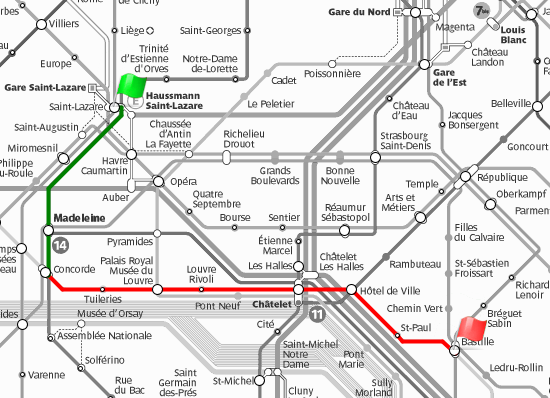 de Clichy
Villiers
Liège
Saint-Georges
Gare du Nord
7bis
Magenta
Louis
Blanc
Trinité
d'Estienne
d'Orves
Notre-Dame-
de-Lorette
Europe
Château
Landon
Poissonnière
Gare
de l'Est
Cadet
Gare Saint-Lazare
E
Haussmann
Saint-Lazare
Saint-Lazare
Le Peletier
Château
d'Eau
Belleville
Jacques
Bonsergent
Saint-Augustin
Chaussée
d'Antin
La Fayette
Richelieu
Drouot
Strasbourg
Saint-Denis
Goncourt
Miromesnil
Philippe
du-Roule
Havre
Caumartin
Grands
Boulevards
Bonne
Nouvelle
Opéra
République
Temple
Auber
Quatre
Septembre
Oberkampf
Arts et
Métiers
Réaumur
Sébastopol
Parmen
Madeleine
Bourse
Sentier
14
Pyramides
Étienne
Marcel
Filles
du Calvaire
Palais Royal
Musée du
Louvre
Louvre
Rivoli
Les Halles
Châtelet
Les Halles
Rambuteau
St-Sébastien
Froissart
Concorde
Tuileries
Pont Neuf
Châtelet
Hôtel de Ville
Richard
Lenoir
Chemin Vert
11
Bréguet
Sabin
Musée d'Orsay
Cité
St-Paul
Bastille
Assemblée Nationale
Saint-Michel
Notre
Dame
Pont
Marie
Solférino
Ledru-Rollin
Varenne
Rue
du Bac
Saint
Germain
des-Prés
St-Michel
Cluny
Sully
Morland